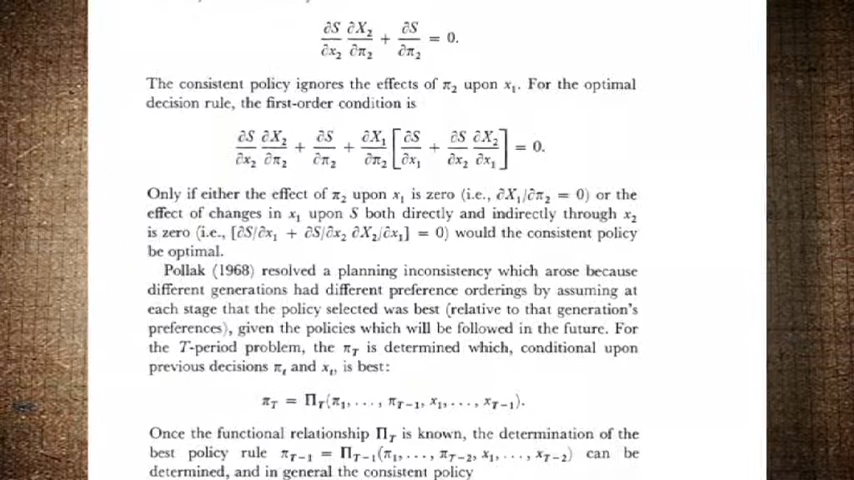 ∂S/∂x₂ ∂X₂/∂π₂ + ∂S/∂π₂ = 0.
The consistent policy ignores the effects of π₂ upon x₁. For the optimal
decision rule, the first-order condition is
∂S/∂x₂ ∂X₂/∂π₂ + ∂S/∂π₂ + ∂X₁/∂π₂ [∂S/∂x₁ + ∂S/∂x₂ ∂X₂/∂x₁] = 0.
Only if either the effect of π₂ upon x₁ is zero (i.e., ∂X₁/∂π₂ = 0) or the
effect of changes in x₁ upon S both directly and indirectly through x₂
is zero (i.e., [∂S/∂x₁ + ∂S/∂x₂ ∂X₂/∂x₁] = 0) would the consistent policy
be optimal.
Pollak (1968) resolved a planning inconsistency which arose because
different generations had different preference orderings by assuming at
each stage that the policy selected was best (relative to that generation's
preferences), given the policies which will be followed in the future. For
the T-period problem, the π_T is determined which, conditional upon
previous decisions π_t and x_t, is best:
π_T = Π_T(π₁, . . . , π_{T−1}, x₁, . . . , x_{T−1}).
Once the functional relationship Π_T is known, the determination of the
best policy rule π_{T−1} = Π_{T−1}(π₁, . . . , π_{T−2}, x₁, . . . , x_{T−2}) can be
determined, and in general the consistent policy